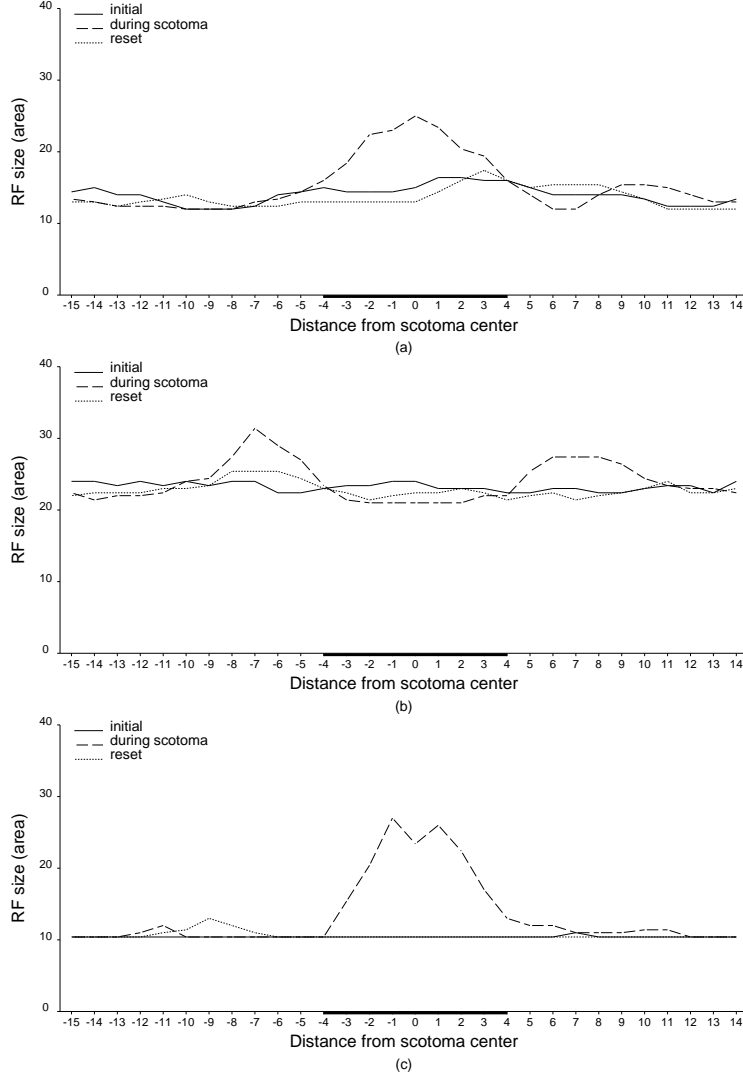 40
initial
during scotoma
reset
30
20
10
0
RF size (area)
-15 -14 -13 -12 -11 -10 -9 -8 -7 -6 -5 -4 -3 -2 -1 0 1 2 3 4 5 6 7 8 9 10 11 12 13 14
Distance from scotoma center
(a)
40
initial
during scotoma
reset
30
20
10
0
RF size (area)
-15 -14 -13 -12 -11 -10 -9 -8 -7 -6 -5 -4 -3 -2 -1 0 1 2 3 4 5 6 7 8 9 10 11 12 13 14
Distance from scotoma center
(b)
40
initial
during scotoma
reset
30
20
10
0
RF size (area)
-15 -14 -13 -12 -11 -10 -9 -8 -7 -6 -5 -4 -3 -2 -1 0 1 2 3 4 5 6 7 8 9 10 11 12 13 14
Distance from scotoma center
(c)